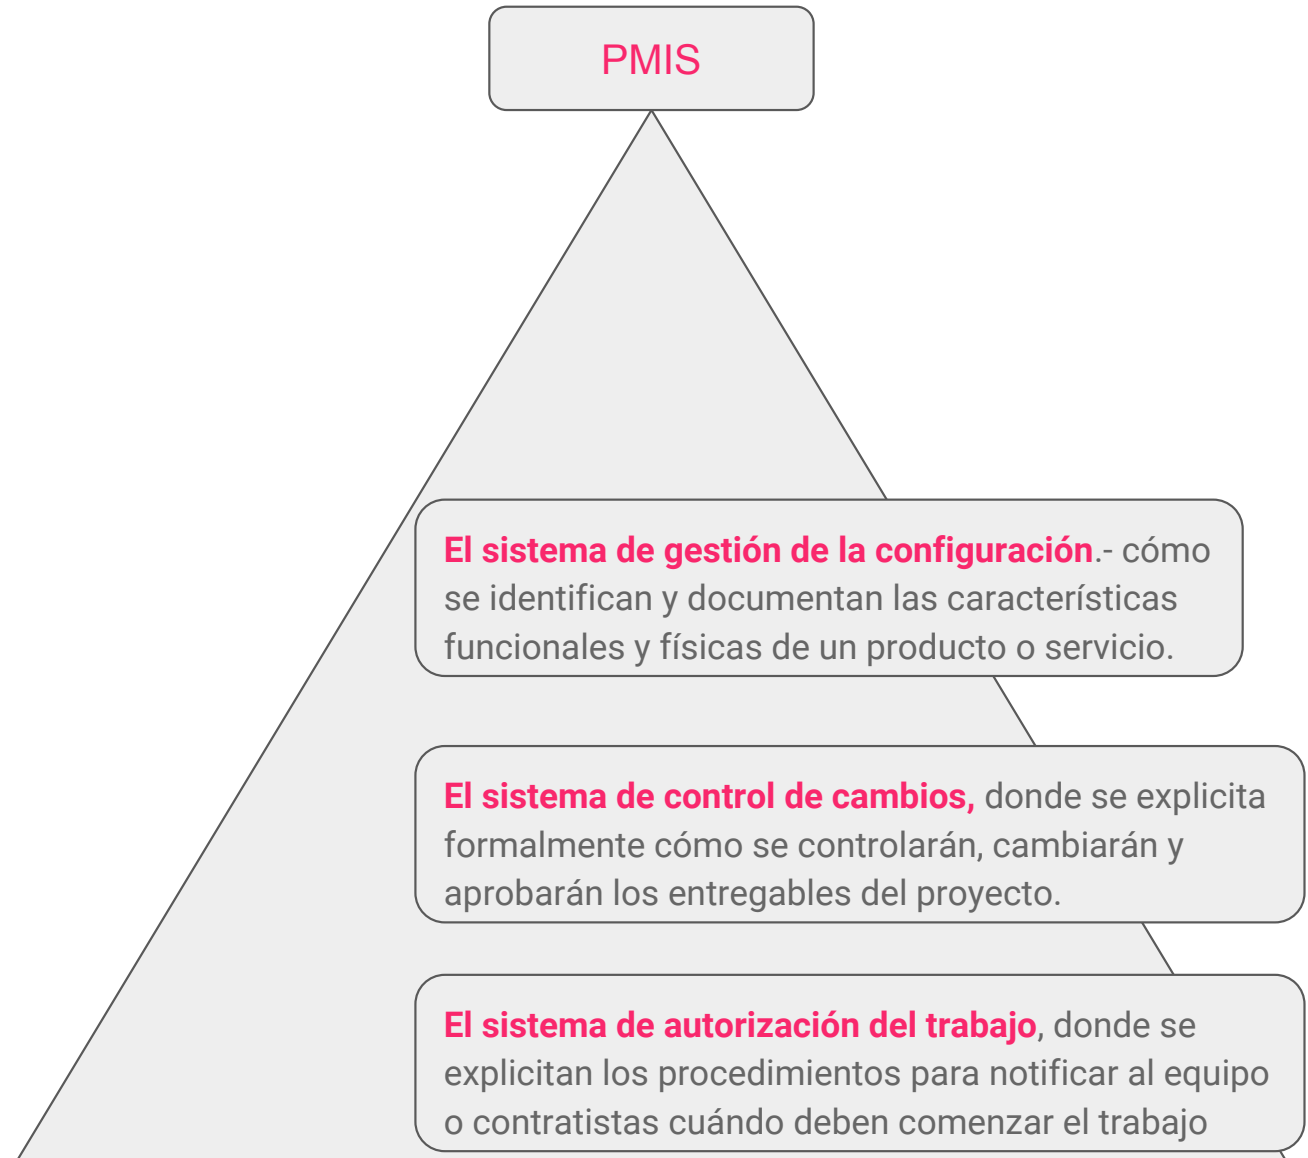 PMIS
El sistema de gestión de la configuración.- cómo
se identifican y documentan las características
funcionales y físicas de un producto o servicio.
El sistema de control de cambios, donde se explicita
formalmente cómo se controlarán, cambiarán y
aprobarán los entregables del proyecto.
El sistema de autorización del trabajo, donde se
explicitan los procedimientos para notificar al equipo
o contratistas cuándo deben comenzar el trabajo